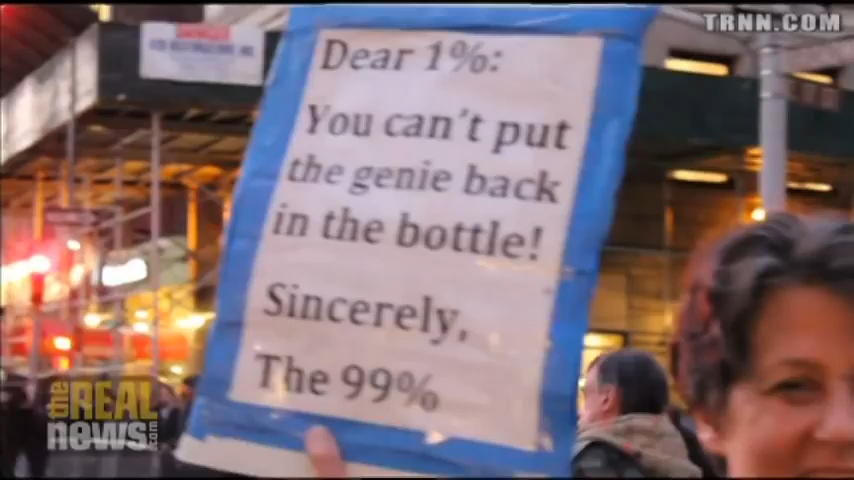 TRNN.COM
Dear 1%:
You can't put
the genie back
in the bottle!
Sincerely,
The 99%
the REAL
news.com